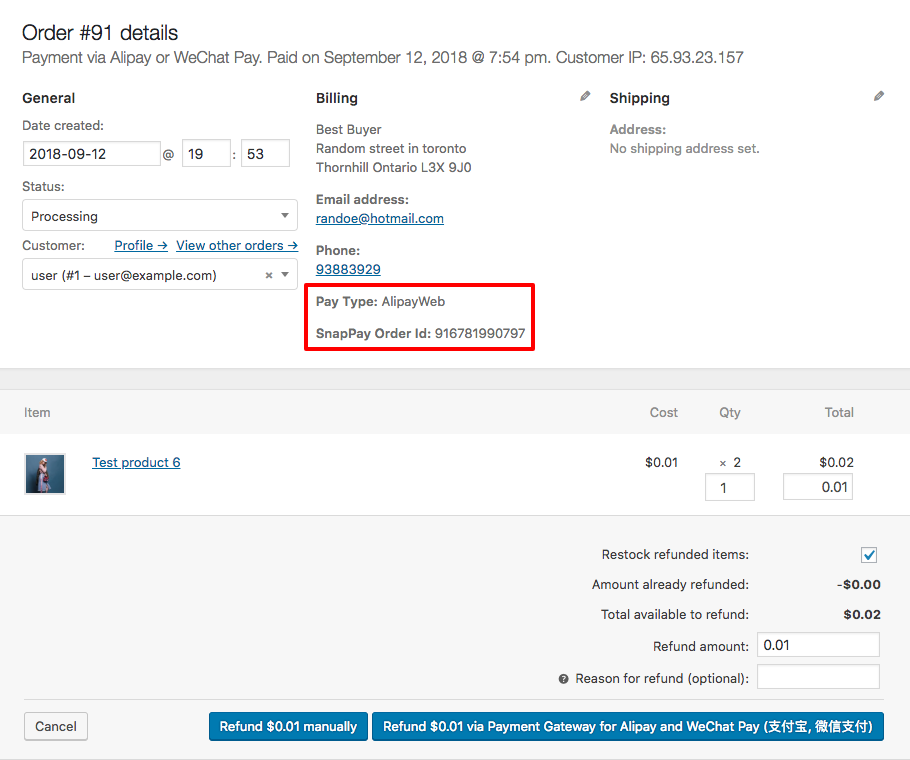 Order #91 details
Payment via Alipay or WeChat Pay. Paid on September 12, 2018 @ 7:54 pm. Customer IP: 65.93.23.157
General
Date created:
2018-09-12 @ 19 : 53
Status:
Processing
Customer: Profile → View other orders →
user (#1 – user@example.com) ×
Billing
Best Buyer
Random street in toronto
Thornhill Ontario L3X 9J0
Email address:
randoe@hotmail.com
Phone:
93883929
Pay Type: AlipayWeb
SnapPay Order Id: 916781990797
Shipping
Address:
No shipping address set.
Item Cost Qty Total
Test product 6 $0.01 × 2 $0.02
1 0.01
Restock refunded items:
Amount already refunded: -$0.00
Total available to refund: $0.02
Refund amount: 0.01
? Reason for refund (optional):
Cancel Refund $0.01 manually Refund $0.01 via Payment Gateway for Alipay and WeChat Pay (支付宝, 微信支付)